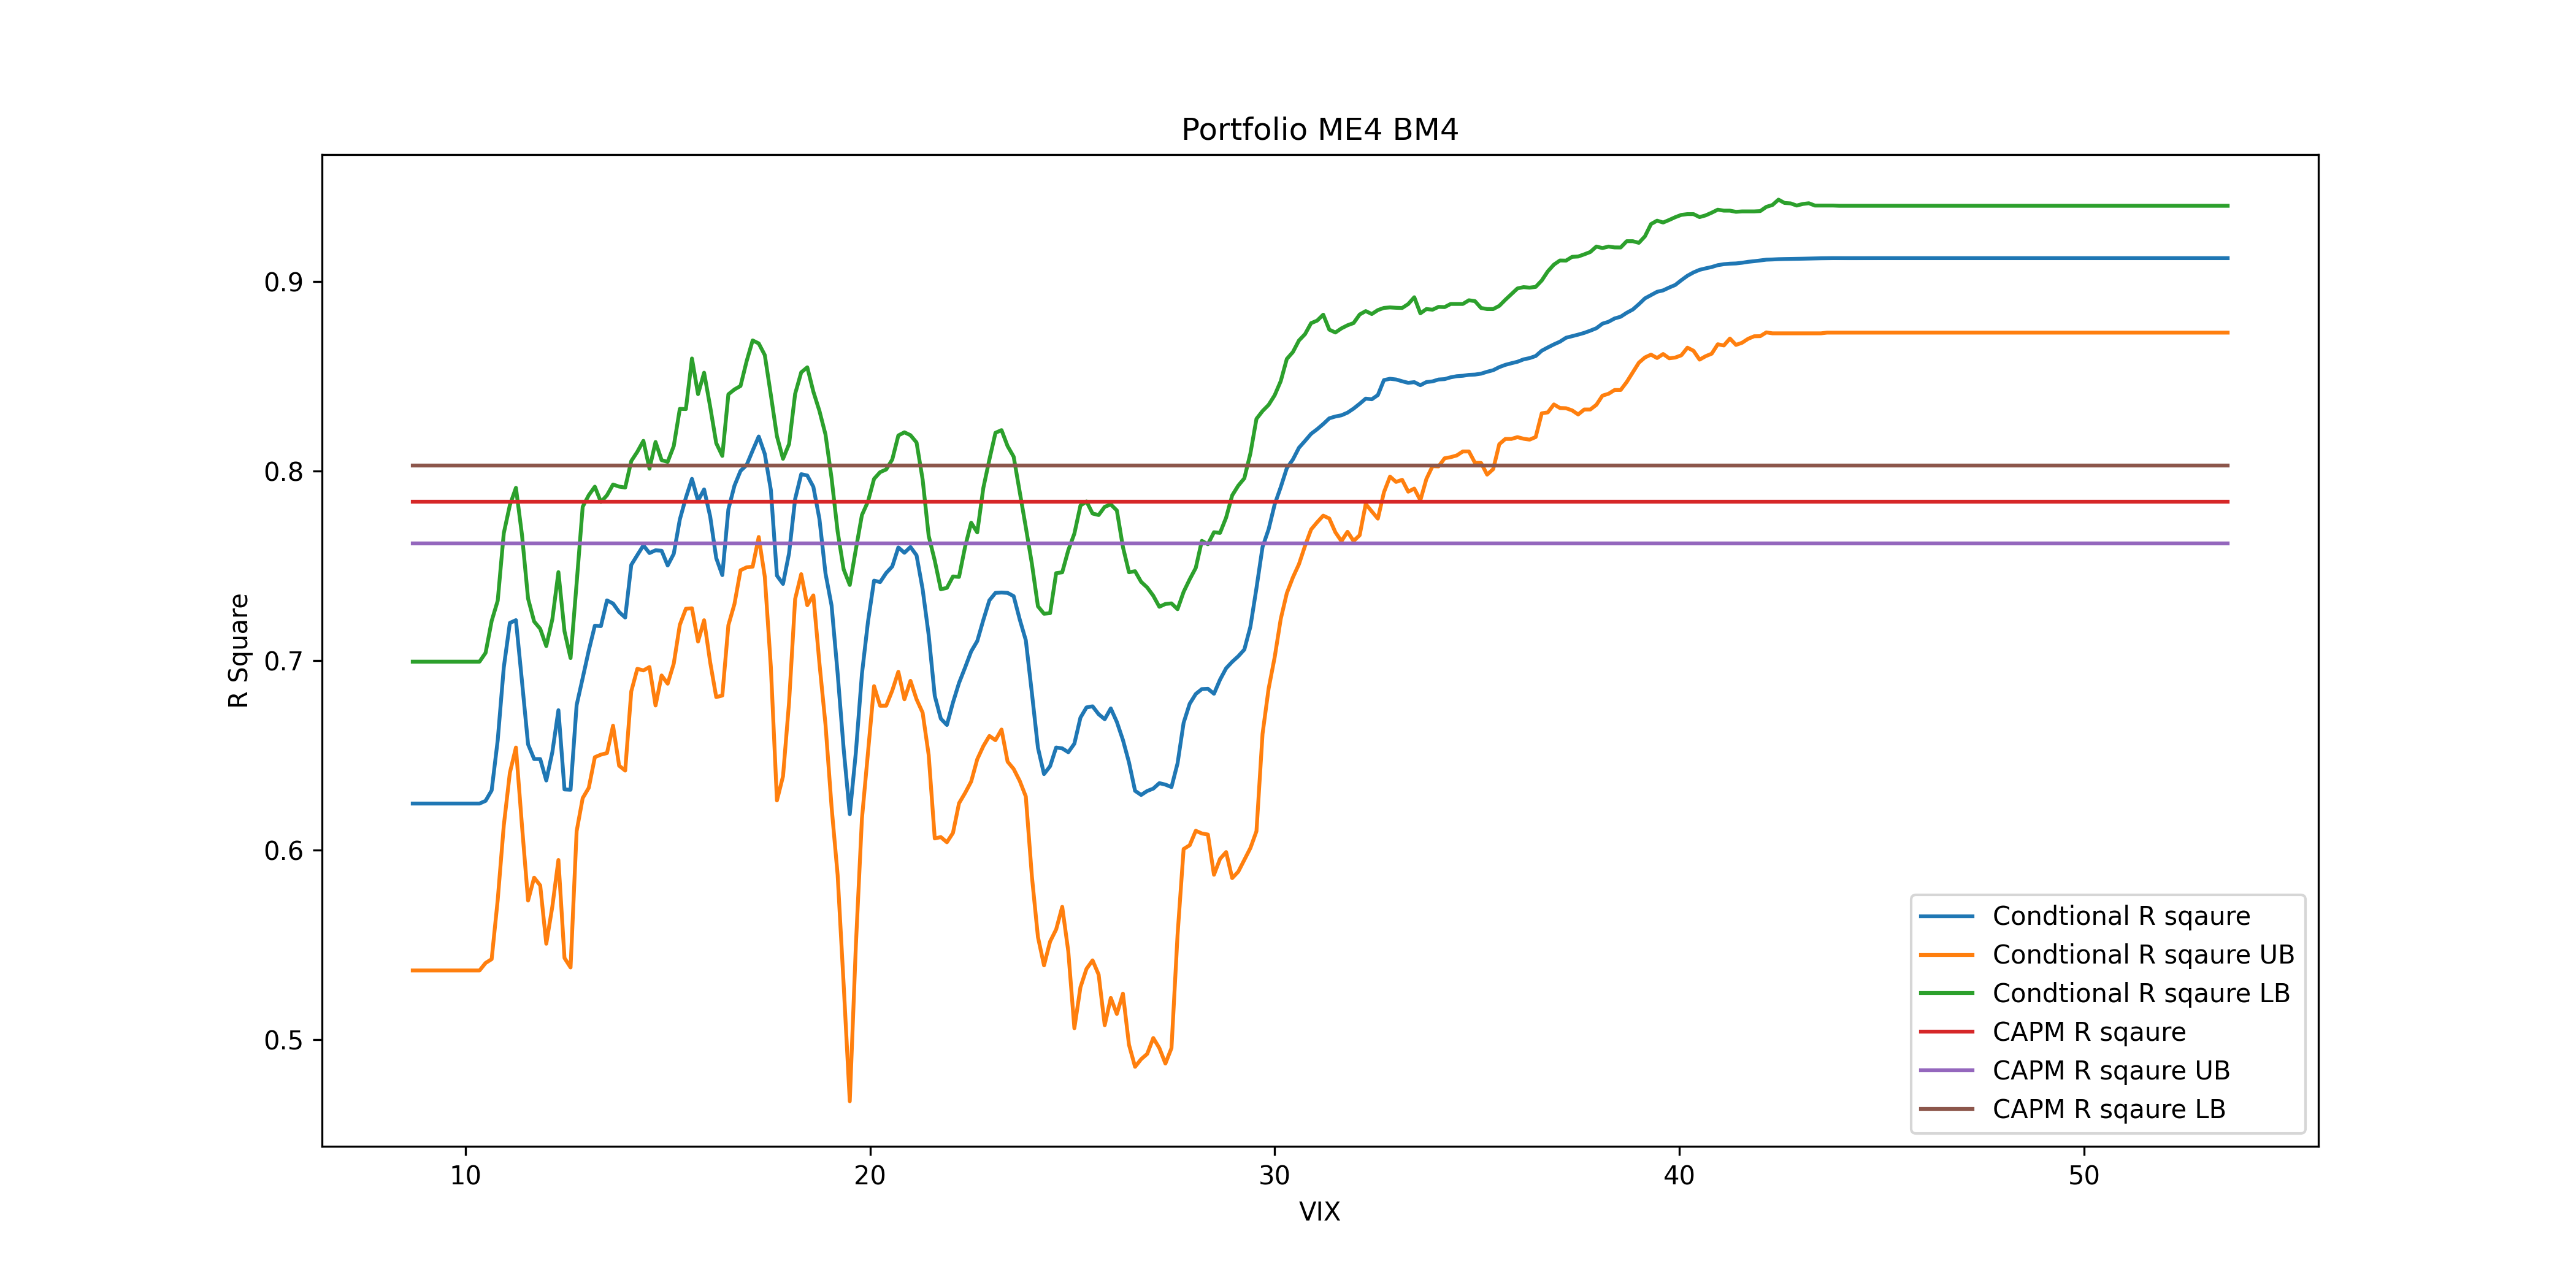 Portfolio ME4 BM4
R Square
0.9
0.8
0.7
0.6
0.5
10 20 30 40 50
VIX
Condtional R sqaure
Condtional R sqaure UB
Condtional R sqaure LB
CAPM R sqaure
CAPM R sqaure UB
CAPM R sqaure LB